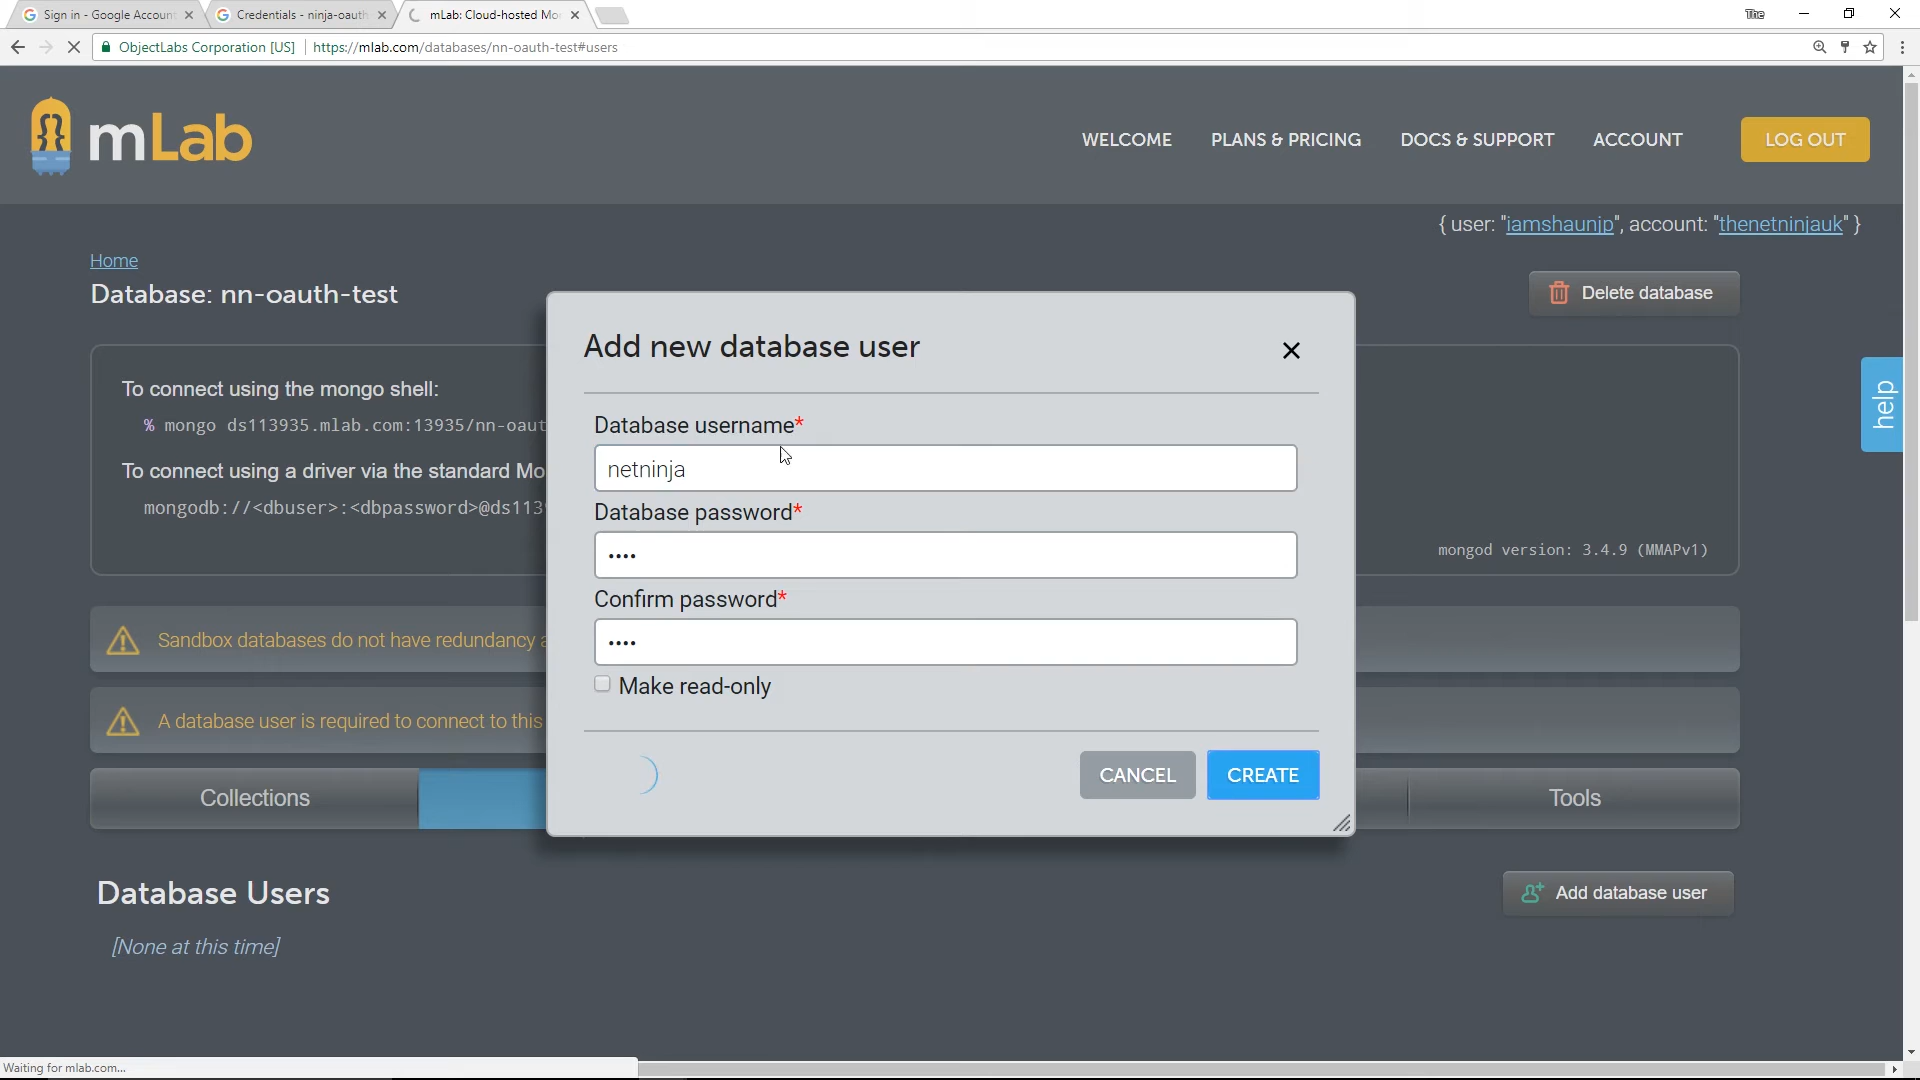 Sign in - Google Account
Credentials - ninja-oauth
mLab: Cloud-hosted Mo
The
ObjectLabs Corporation [US]
https://mlab.com/databases/nn-oauth-test#users
mLab
WELCOME
PLANS & PRICING
DOCS & SUPPORT
ACCOUNT
LOG OUT
{ user: "iamshaunjp", account: "thenetninjauk" }
Home
Database: nn-oauth-test
Delete database
To connect using the mongo shell:
% mongo ds113935.mlab.com:13935/nn-oaut
To connect using a driver via the standard Mo
mongodb://<dbuser>:<dbpassword>@ds113
mongod version: 3.4.9 (MMAPv1)
help
Add new database user
Database username*
netninja
Database password*
••••
Confirm password*
••••
Make read-only
CANCEL
CREATE
Sandbox databases do not have redundancy a
A database user is required to connect to this
Collections
Tools
Database Users
Add database user
[None at this time]
Waiting for mlab.com...